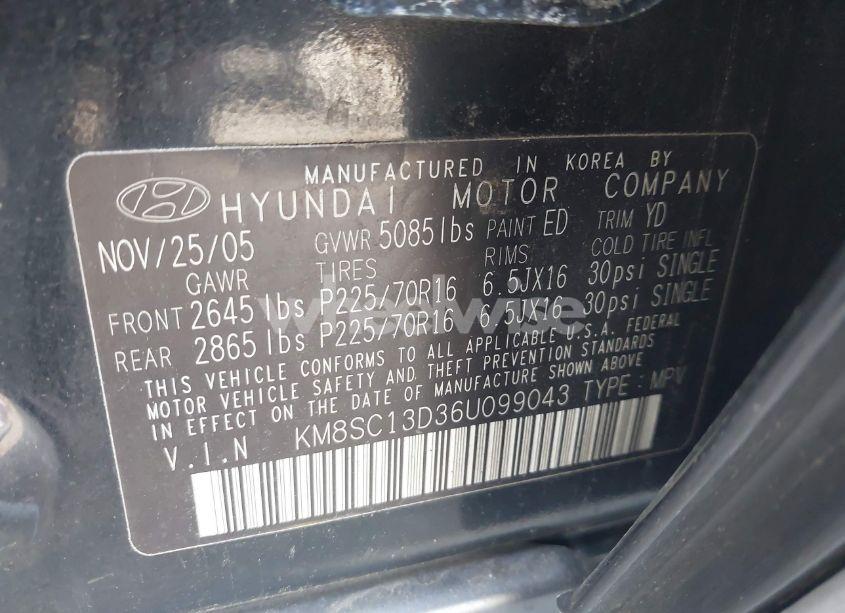 MANUFACTURED IN KOREA BY
HYUNDAI MOTOR COMPANY
NOV/25/05 GVWR 5085lbs PAINT ED TRIM YD
GAWR TIRES RIMS COLD TIRE INFL
FRONT 2645lbs P225/70R16 6.5JX16 30psi SINGLE
REAR 2865lbs P225/70R16 6.5JX16 30psi SINGLE
THIS VEHICLE CONFORMS TO ALL APPLICABLE U.S.A. FEDERAL
MOTOR VEHICLE SAFETY AND THEFT PREVENTION STANDARDS
IN EFFECT ON THE DATE OF MANUFACTURE SHOWN ABOVE
V.I.N KM8SC13D36U099043 TYPE : MPV
wheelwise